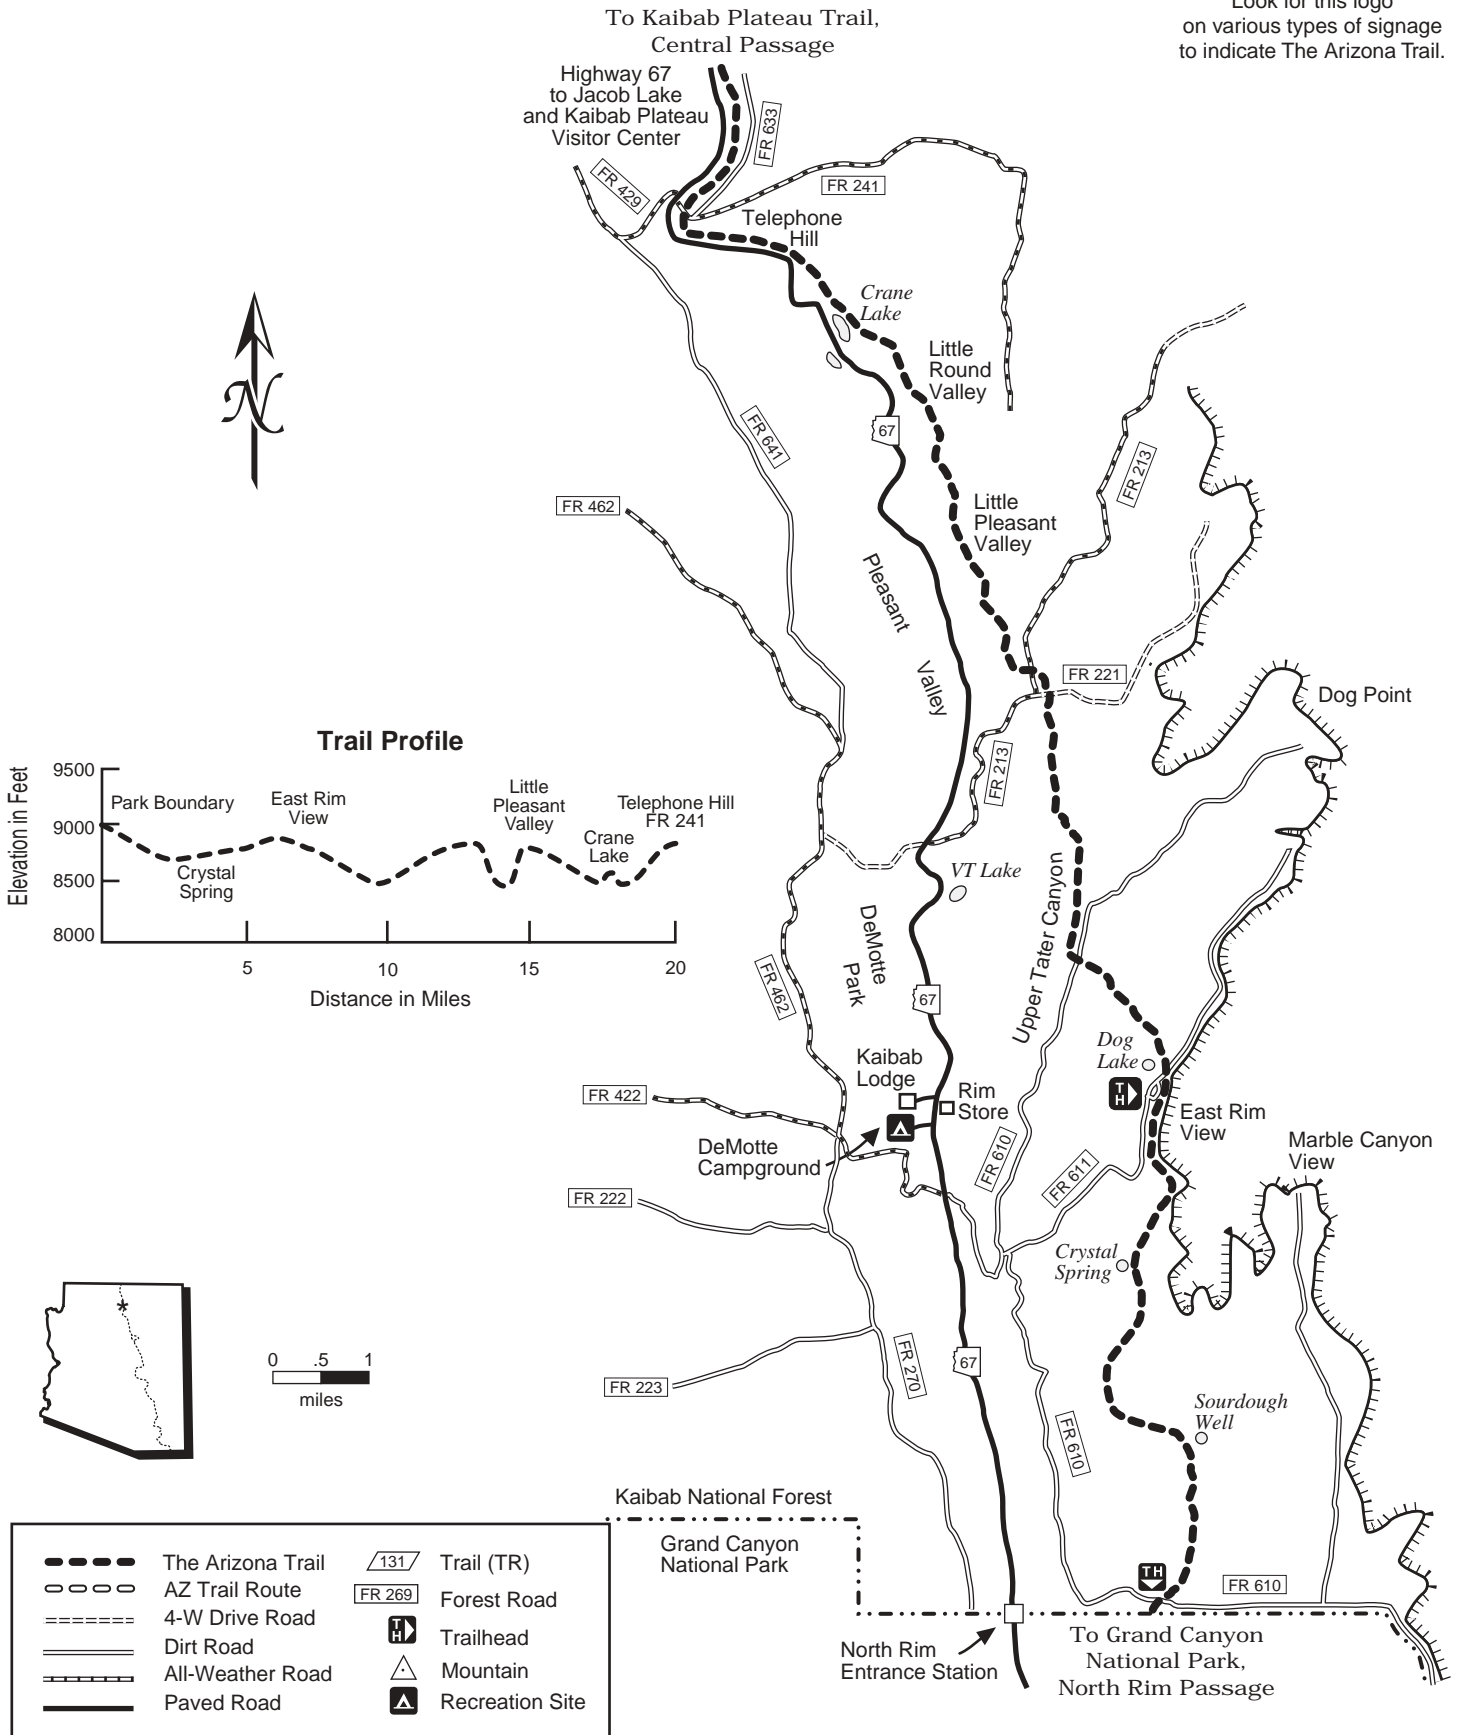 Look for this logo
on various types of signage
to indicate The Arizona Trail.
To Kaibab Plateau Trail,
Central Passage
Highway 67
to Jacob Lake
and Kaibab Plateau
Visitor Center
FR 633
FR 429
FR 241
Telephone
Hill
Crane
Lake
Little
Round
Valley
N
67
FR 641
FR 213
FR 462
Little
Pleasant
Valley
Pleasant
Valley
FR 221
Dog Point
FR 213
Trail Profile
Elevation in Feet
9500
9000
8500
8000
Park Boundary
East Rim
View
Little
Pleasant
Valley
Telephone Hill
FR 241
Crane
Lake
Crystal
Spring
5
10
15
20
Distance in Miles
VT Lake
DeMotte
Park
Upper Tater Canyon
FR 462
67
Dog
Lake
Kaibab
Lodge
Rim
Store
TH
East Rim
View
FR 422
DeMotte
Campground
Marble Canyon
View
FR 610
FR 611
FR 222
Crystal
Spring
*
0 .5 1
miles
FR 270
67
FR 223
Sourdough
Well
FR 610
Kaibab National Forest
Grand Canyon
National Park
TH
FR 610
North Rim
Entrance Station
To Grand Canyon
National Park,
North Rim Passage
The Arizona Trail
AZ Trail Route
4-W Drive Road
Dirt Road
All-Weather Road
Paved Road
131 Trail (TR)
FR 269 Forest Road
TH Trailhead
Mountain
Recreation Site